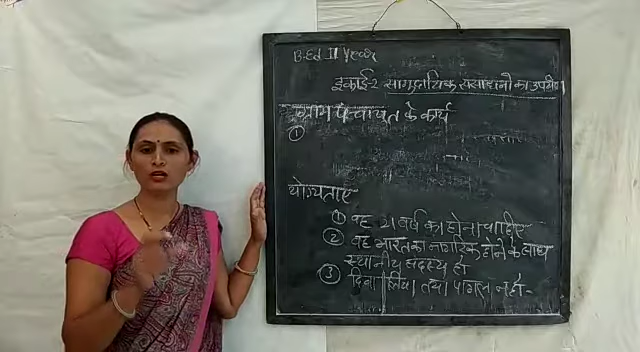 B.Ed II Year
इकाई-2 सामुदायिक संसाधनो का उपयोग
ग्राम पंचायत के कार्य
①
योग्यताएँ
① वह 21 वर्ष का होना चाहीए
② वह भारत का नागरिक होने के साथ
स्थानीय सदस्य हो
③ तथा पागल न हो-